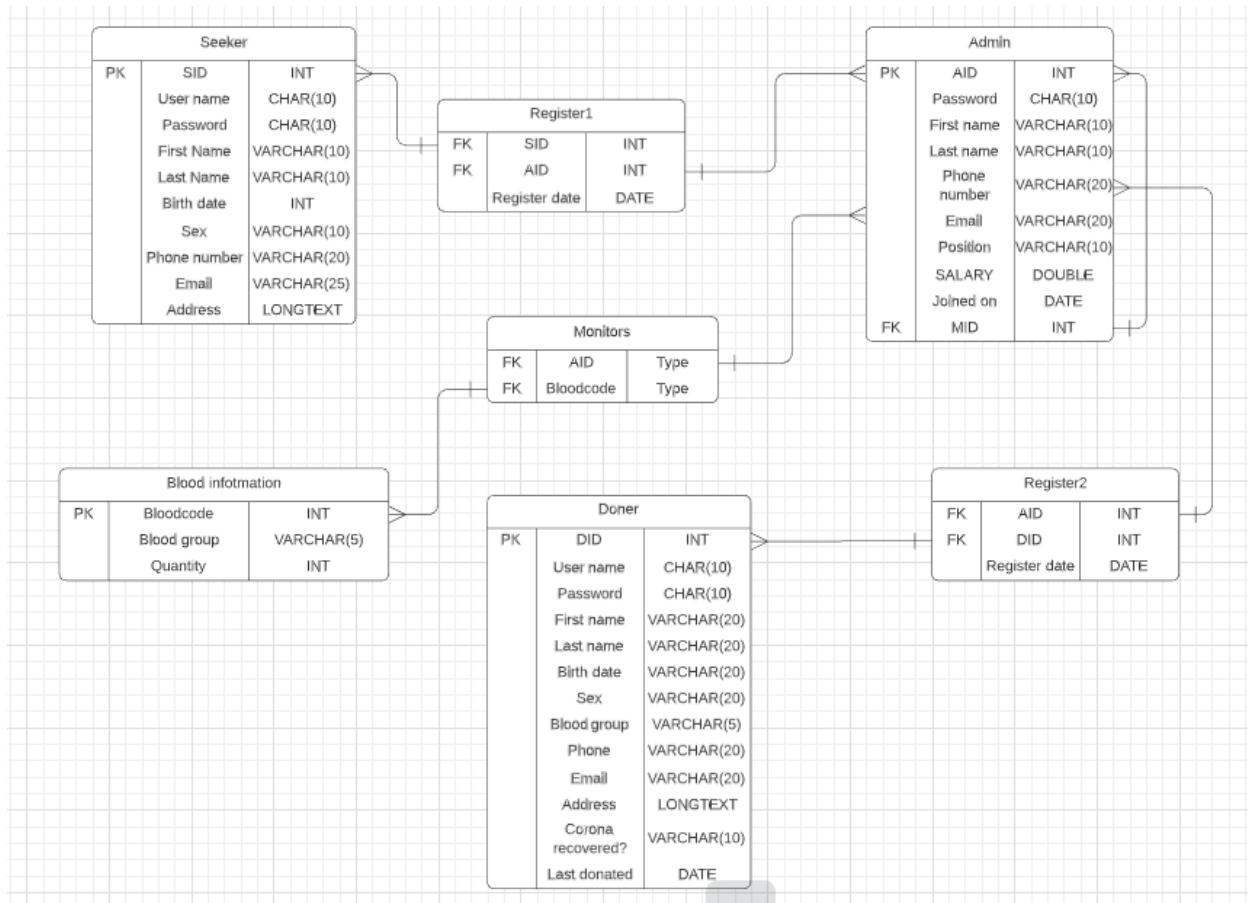 Seeker
PK SID INT
User name CHAR(10)
Password CHAR(10)
First Name VARCHAR(10)
Last Name VARCHAR(10)
Birth date INT
Sex VARCHAR(10)
Phone number VARCHAR(20)
Email VARCHAR(25)
Address LONGTEXT
Register1
FK SID INT
FK AID INT
Register date DATE
Admin
PK AID INT
Password CHAR(10)
First name VARCHAR(10)
Last name VARCHAR(10)
Phone
number VARCHAR(20)
Email VARCHAR(20)
Position VARCHAR(10)
SALARY DOUBLE
Joined on DATE
FK MID INT
Monitors
FK AID Type
FK Bloodcode Type
Blood infotmation
PK Bloodcode INT
Blood group VARCHAR(5)
Quantity INT
Doner
PK DID INT
User name CHAR(10)
Password CHAR(10)
First name VARCHAR(20)
Last name VARCHAR(20)
Birth date VARCHAR(20)
Sex VARCHAR(20)
Blood group VARCHAR(5)
Phone VARCHAR(20)
Email VARCHAR(20)
Address LONGTEXT
Corona
recovered? VARCHAR(10)
Last donated DATE
Register2
FK AID INT
FK DID INT
Register date DATE